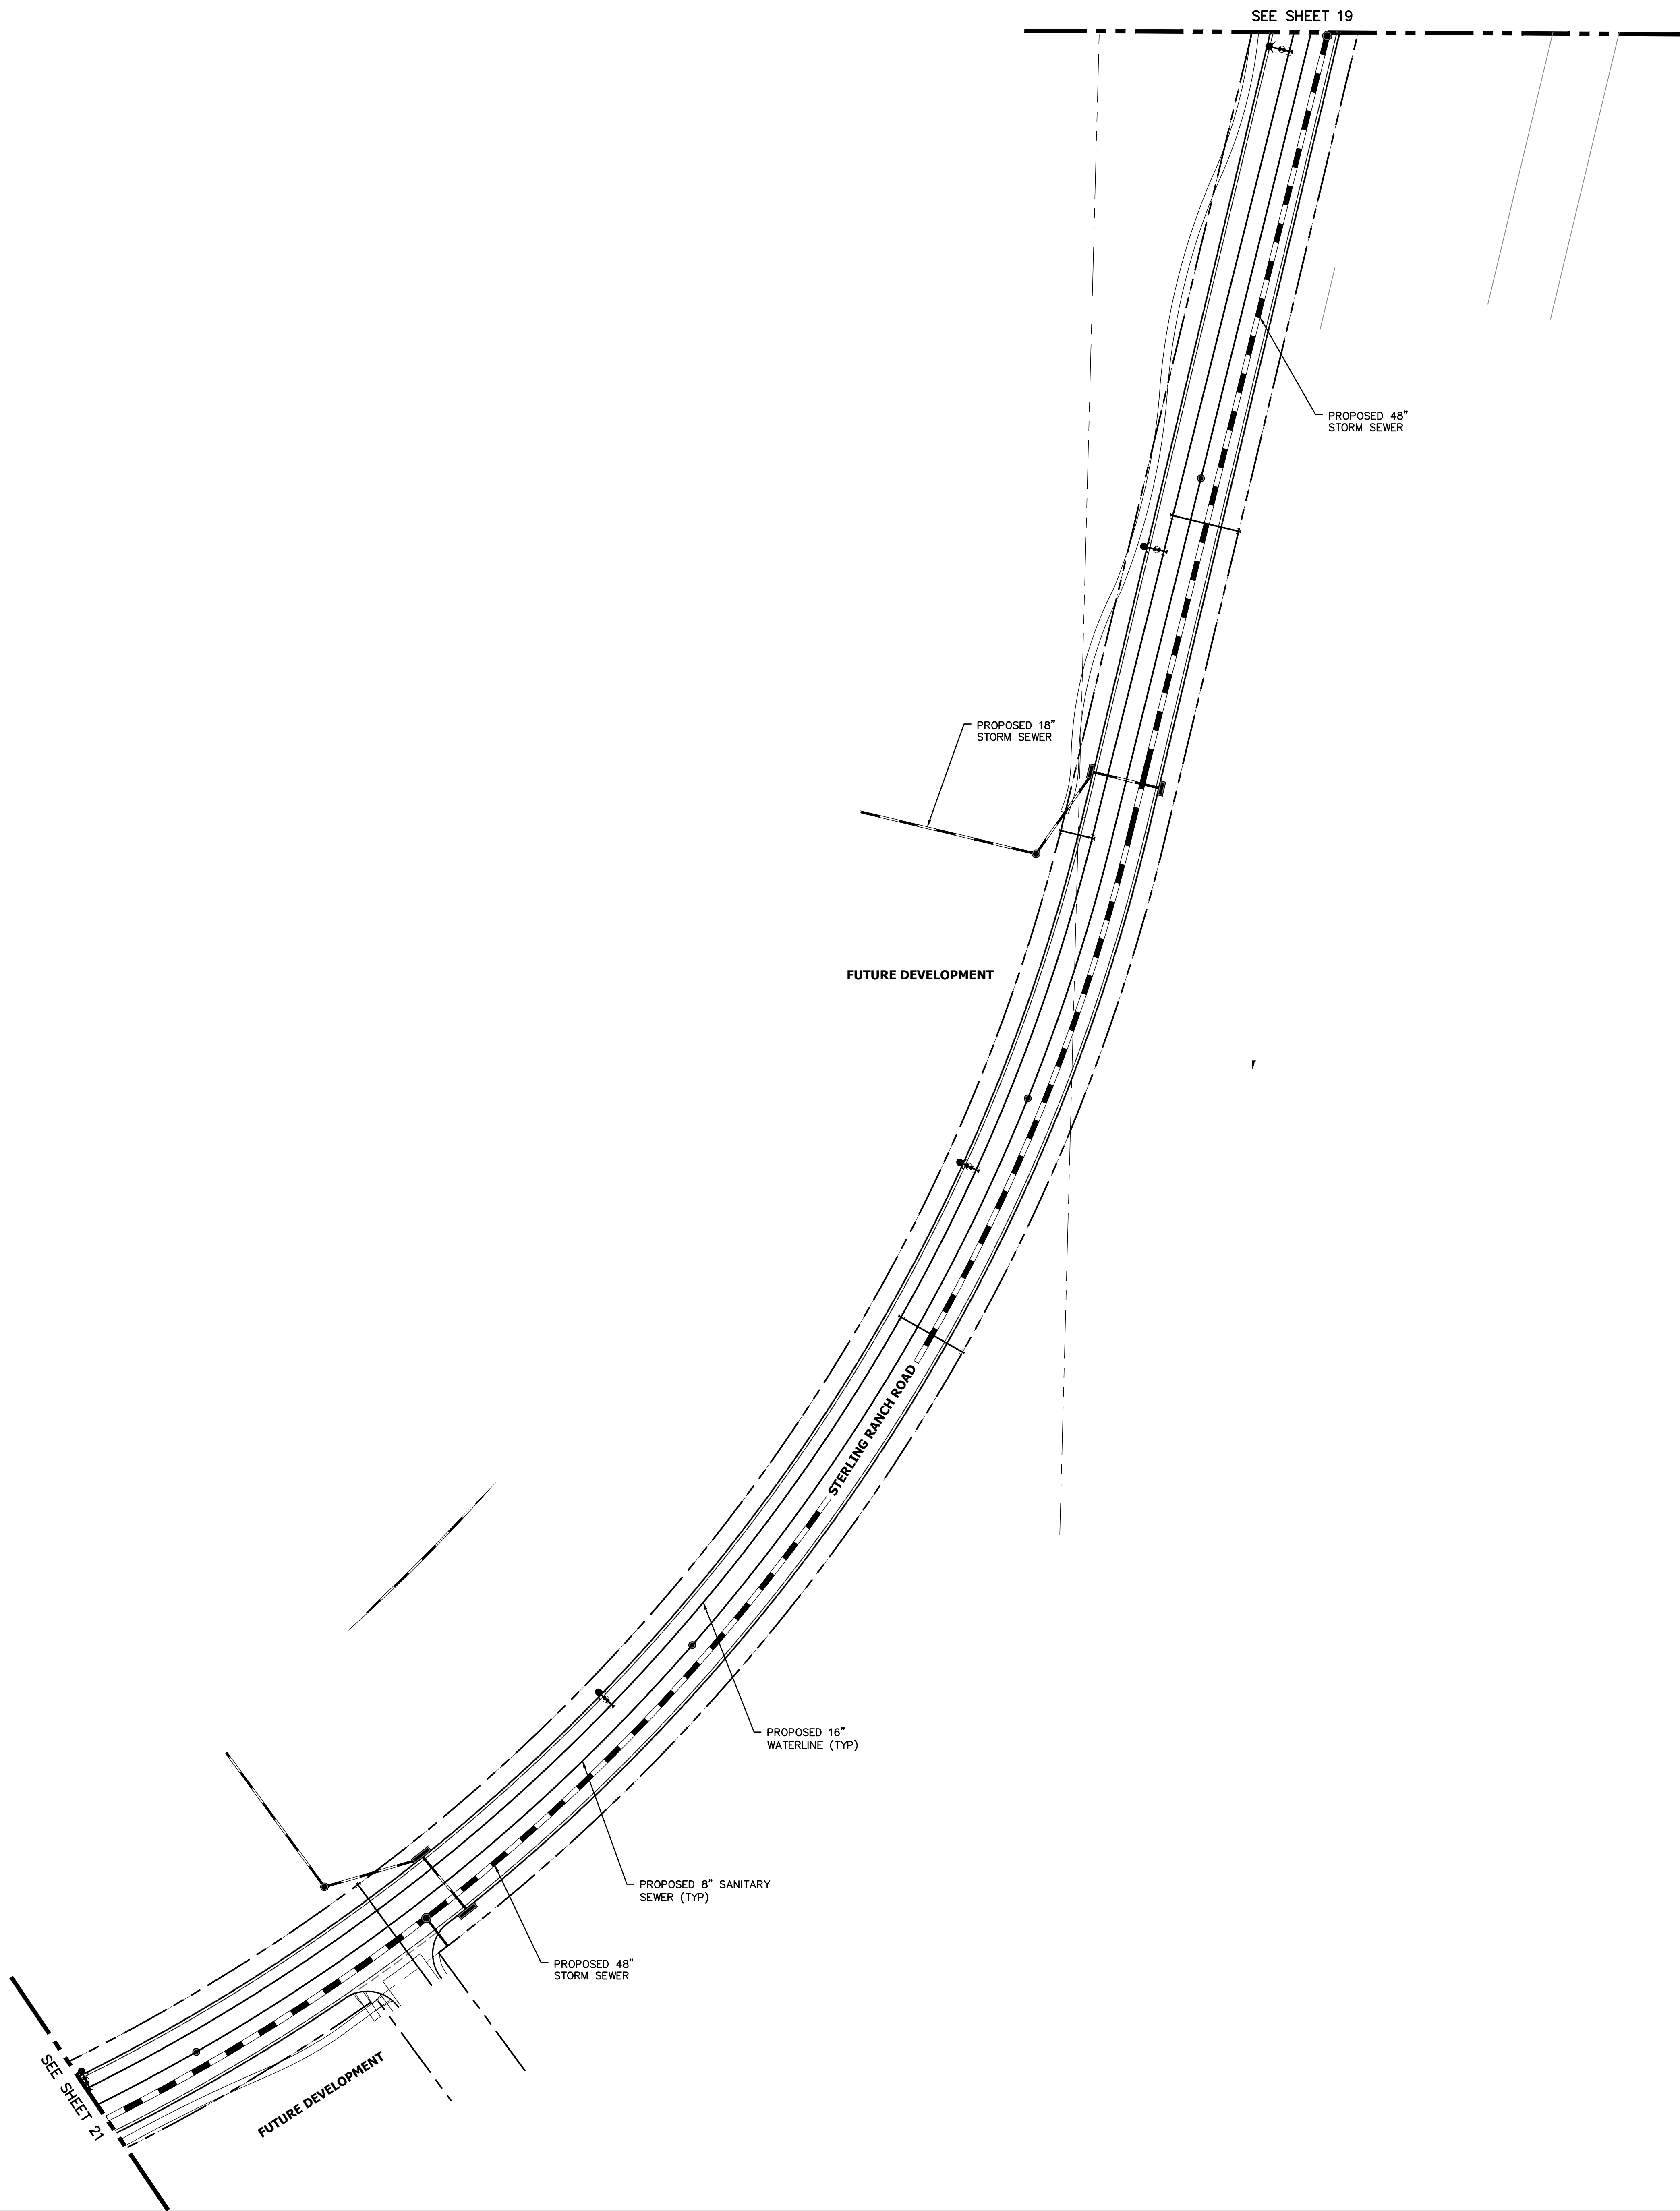 SEE SHEET 19
PROPOSED 48"
STORM SEWER
PROPOSED 18"
STORM SEWER
FUTURE DEVELOPMENT
STERLING RANCH ROAD
PROPOSED 16"
WATERLINE (TYP)
PROPOSED 8" SANITARY
SEWER (TYP)
PROPOSED 48"
STORM SEWER
FUTURE DEVELOPMENT
SEE SHEET 21